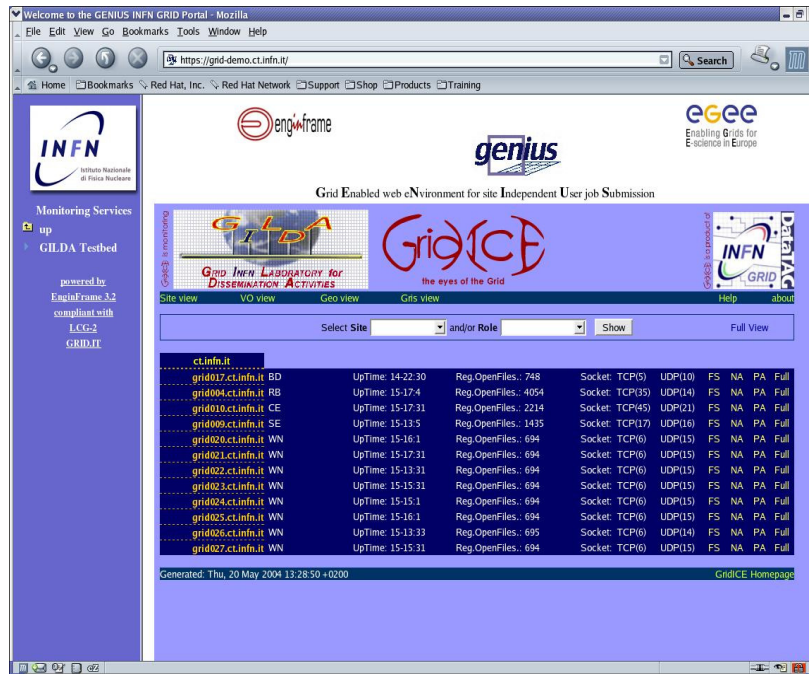 Welcome to the GENIUS INFN GRID Portal - Mozilla
File Edit View Go Bookmarks Tools Window Help
https://grid-demo.ct.infn.it/ Search
Home Bookmarks Red Hat, Inc. Red Hat Network Support Shop Products Training
INFN
Istituto Nazionale
di Fisica Nucleare
Monitoring Services
up
GILDA Testbed
powered by
EnginFrame 3.2
compliant with
LCG-2
GRID.IT
enginframe
genius
egee
Enabling Grids for
E-science in Europe
Grid Enabled web eNvironment for site Independent User job Submission
GridICE is monitoring
GILDA
GRID INFN LABORATORY for
DISSEMINATION ACTIVITIES
GridICE
the eyes of the Grid
GridICE is a product of
INFN
GRID
DataTAG
Site view VO view Geo view Gris view Help about
Select Site and/or Role Show Full View
ct.infn.it
grid017.ct.infn.it BD UpTime: 14-22:30 Reg.OpenFiles.: 748 Socket: TCP(5) UDP(10) FS NA PA Full
grid004.ct.infn.it RB UpTime: 15-17:4 Reg.OpenFiles.: 4054 Socket: TCP(35) UDP(14) FS NA PA Full
grid010.ct.infn.it CE UpTime: 15-17:31 Reg.OpenFiles.: 2214 Socket: TCP(45) UDP(21) FS NA PA Full
grid009.ct.infn.it SE UpTime: 15-13:5 Reg.OpenFiles.: 1435 Socket: TCP(17) UDP(16) FS NA PA Full
grid020.ct.infn.it WN UpTime: 15-16:1 Reg.OpenFiles.: 694 Socket: TCP(6) UDP(15) FS NA PA Full
grid021.ct.infn.it WN UpTime: 15-17:31 Reg.OpenFiles.: 694 Socket: TCP(6) UDP(15) FS NA PA Full
grid022.ct.infn.it WN UpTime: 15-13:31 Reg.OpenFiles.: 694 Socket: TCP(6) UDP(15) FS NA PA Full
grid023.ct.infn.it WN UpTime: 15-15:31 Reg.OpenFiles.: 694 Socket: TCP(6) UDP(15) FS NA PA Full
grid024.ct.infn.it WN UpTime: 15-15:1 Reg.OpenFiles.: 694 Socket: TCP(6) UDP(15) FS NA PA Full
grid025.ct.infn.it WN UpTime: 15-16:1 Reg.OpenFiles.: 694 Socket: TCP(6) UDP(15) FS NA PA Full
grid026.ct.infn.it WN UpTime: 15-13:33 Reg.OpenFiles.: 695 Socket: TCP(6) UDP(14) FS NA PA Full
grid027.ct.infn.it WN UpTime: 15-15:31 Reg.OpenFiles.: 694 Socket: TCP(6) UDP(15) FS NA PA Full
Generated: Thu, 20 May 2004 13:28:50 +0200 GridICE Homepage